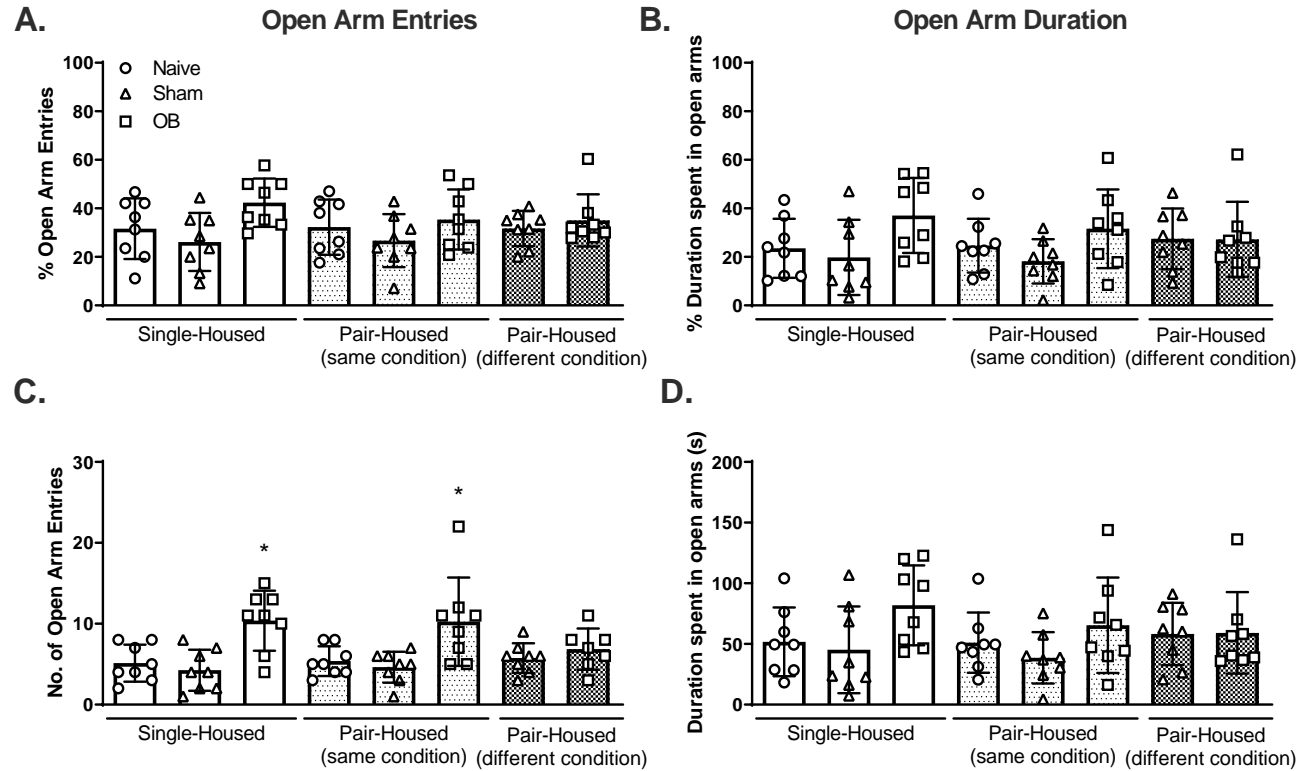 A.
Open Arm Entries
% Open Arm Entries
100
80
60
40
20
0
Naive
Sham
OB
Single-Housed
Pair-Housed
(same condition)
Pair-Housed
(different condition)
B.
Open Arm Duration
% Duration spent in open arms
100
80
60
40
20
0
Single-Housed
Pair-Housed
(same condition)
Pair-Housed
(different condition)
C.
No. of Open Arm Entries
30
20
10
0
*
*
Single-Housed
Pair-Housed
(same condition)
Pair-Housed
(different condition)
D.
Duration spent in open arms (s)
200
150
100
50
0
Single-Housed
Pair-Housed
(same condition)
Pair-Housed
(different condition)